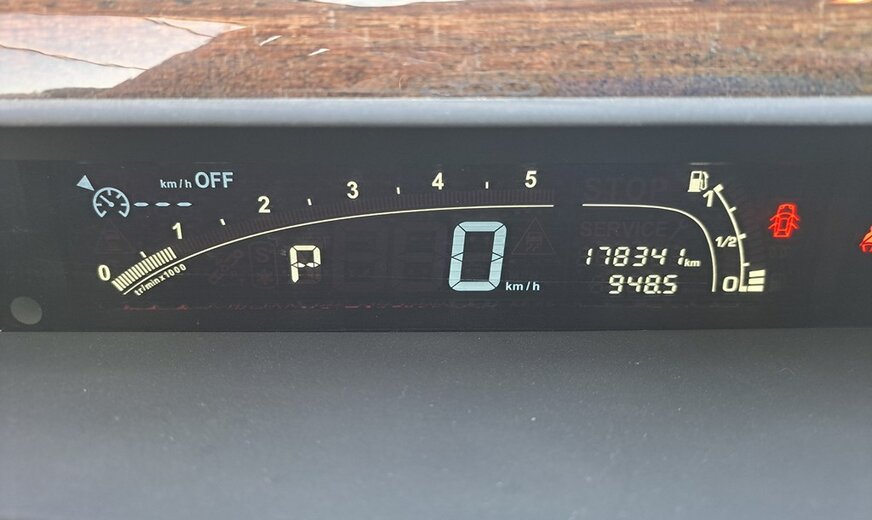 km/h OFF
----
0 1 2 3 4 5
tr/min x1000
P
0 km/h
STOP
SERVICE
178341 km
948.5
1
1/2
0